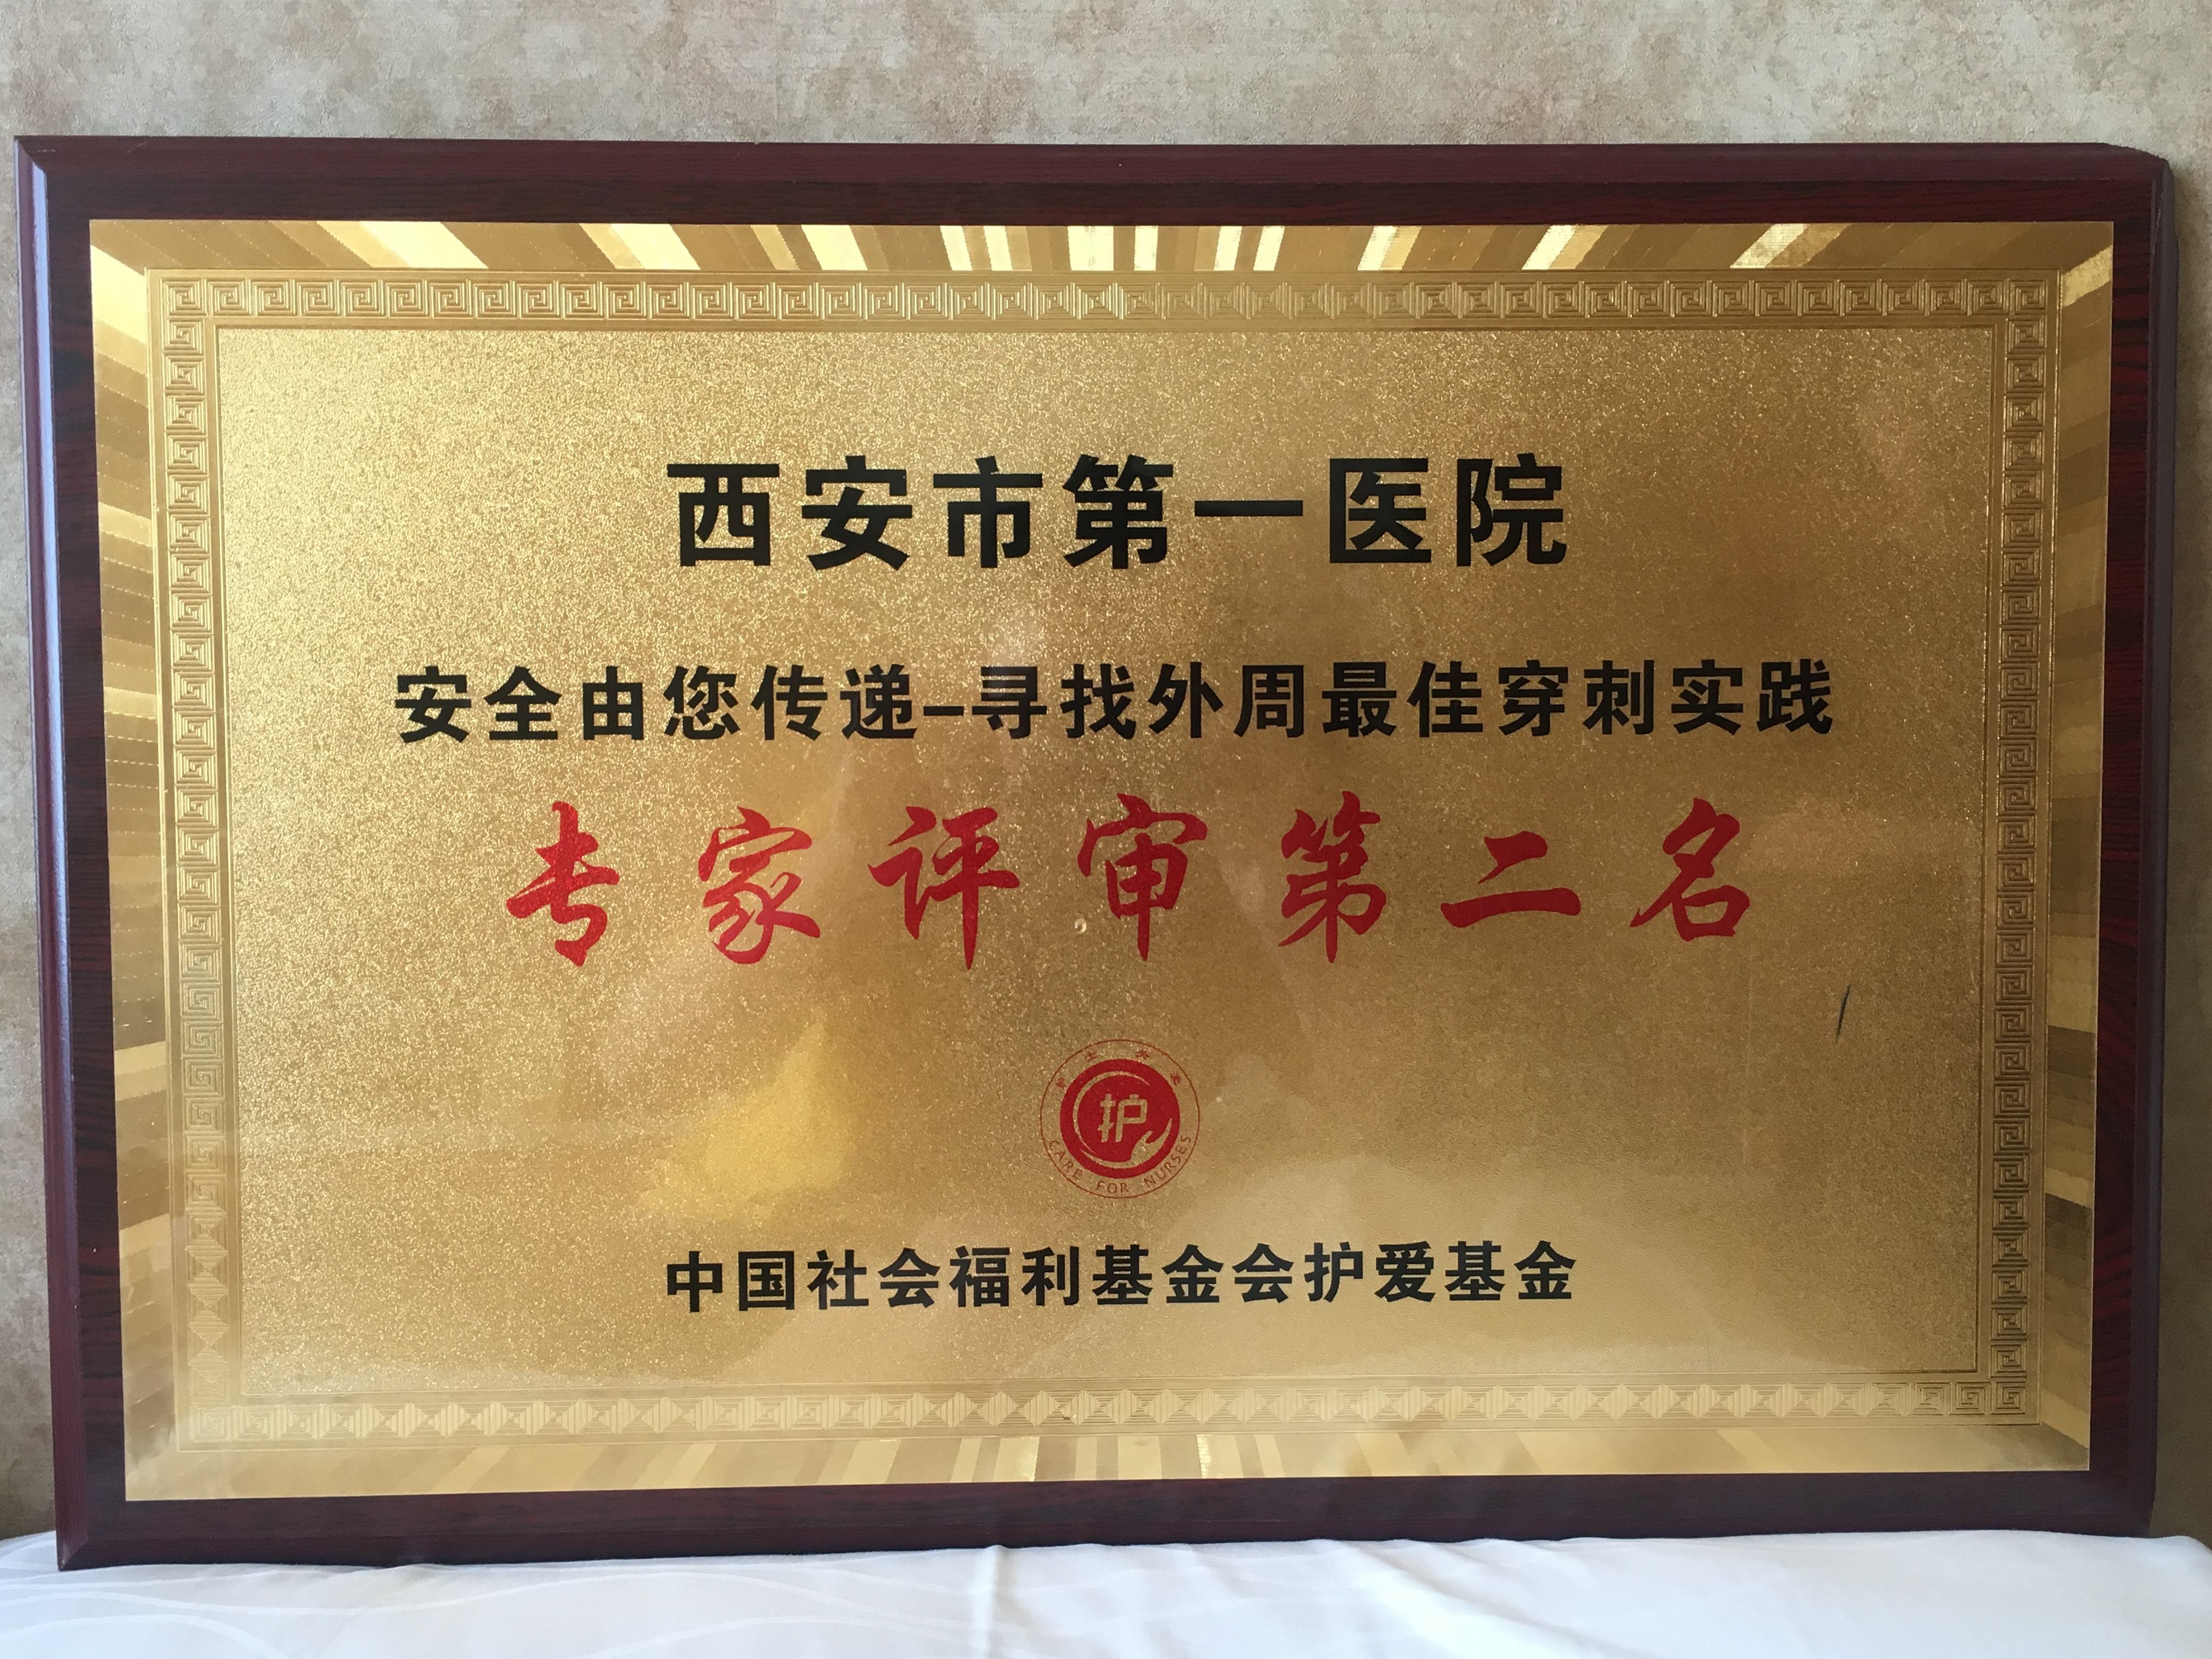 西安市第一医院
安全由您传递-寻找外周最佳穿刺实践
专家评审第二名
护
CARE FOR NURSES
中国社会福利基金会护爱基金